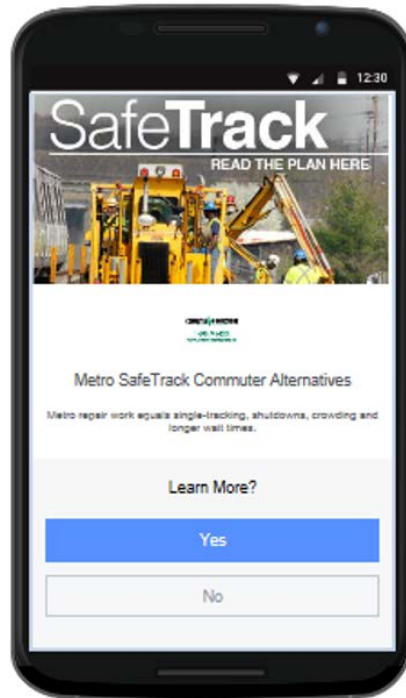 12:30
SafeTrack
READ THE PLAN HERE
Metro SafeTrack Commuter Alternatives
Metro repair work equals single-tracking, shutdowns, crowding and
longer wait times.
Learn More?
Yes
No